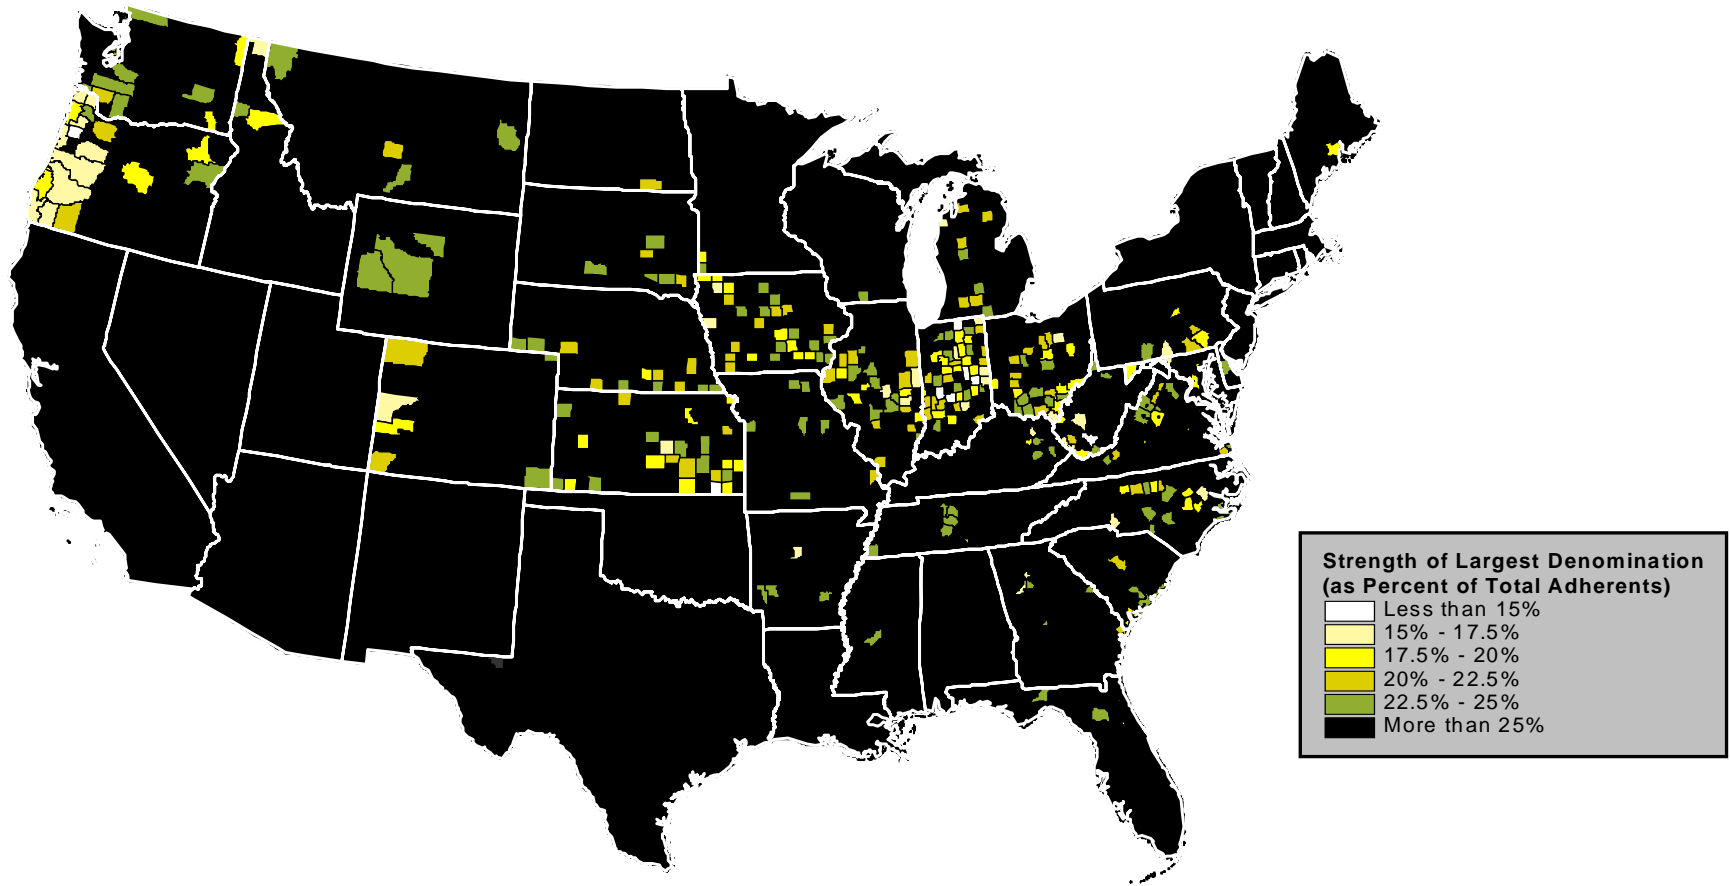 Strength of Largest Denomination
(as Percent of Total Adherents)
Less than 15%
15% - 17.5%
17.5% - 20%
20% - 22.5%
22.5% - 25%
More than 25%